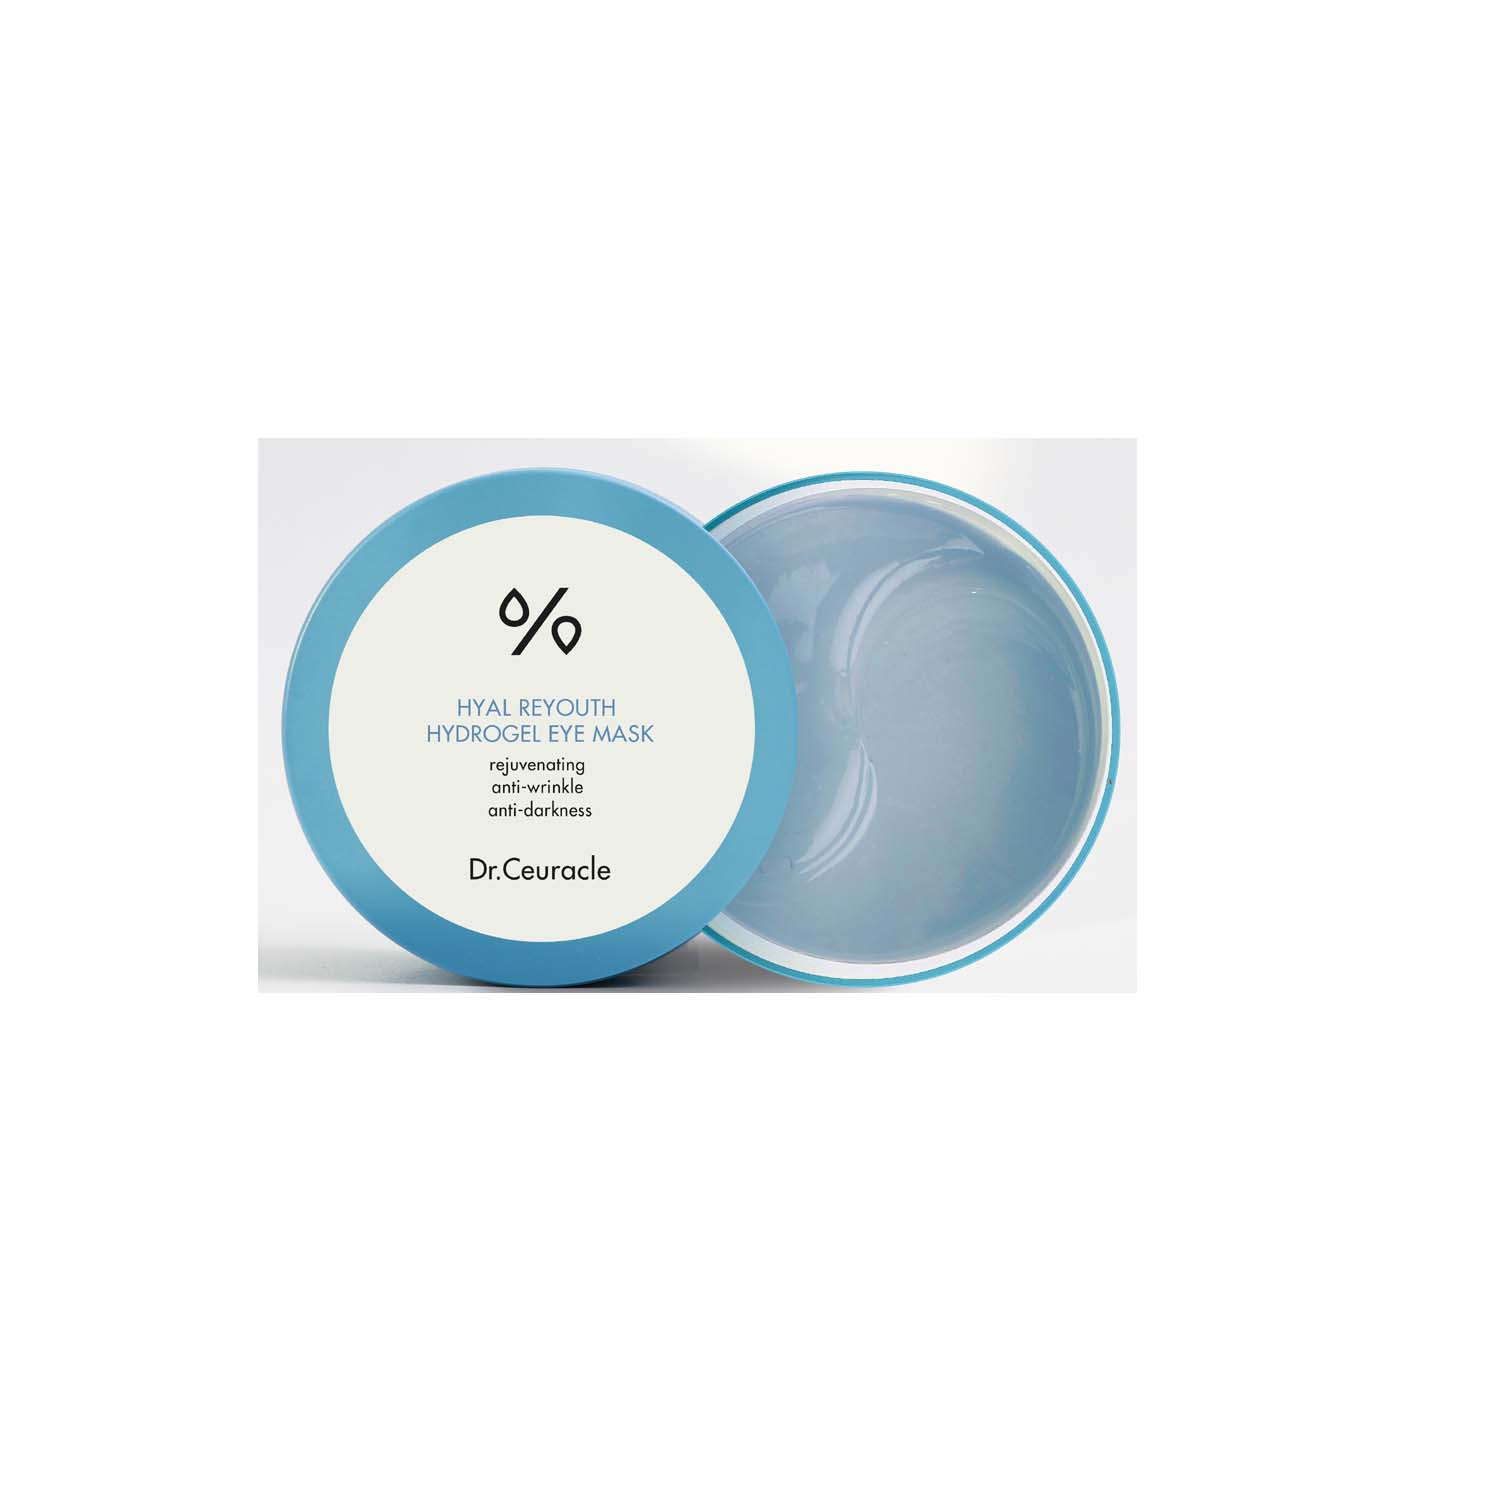 %
HYAL REYOUTH
HYDROGEL EYE MASK
rejuvenating
anti-wrinkle
anti-darkness
Dr.Ceuracle